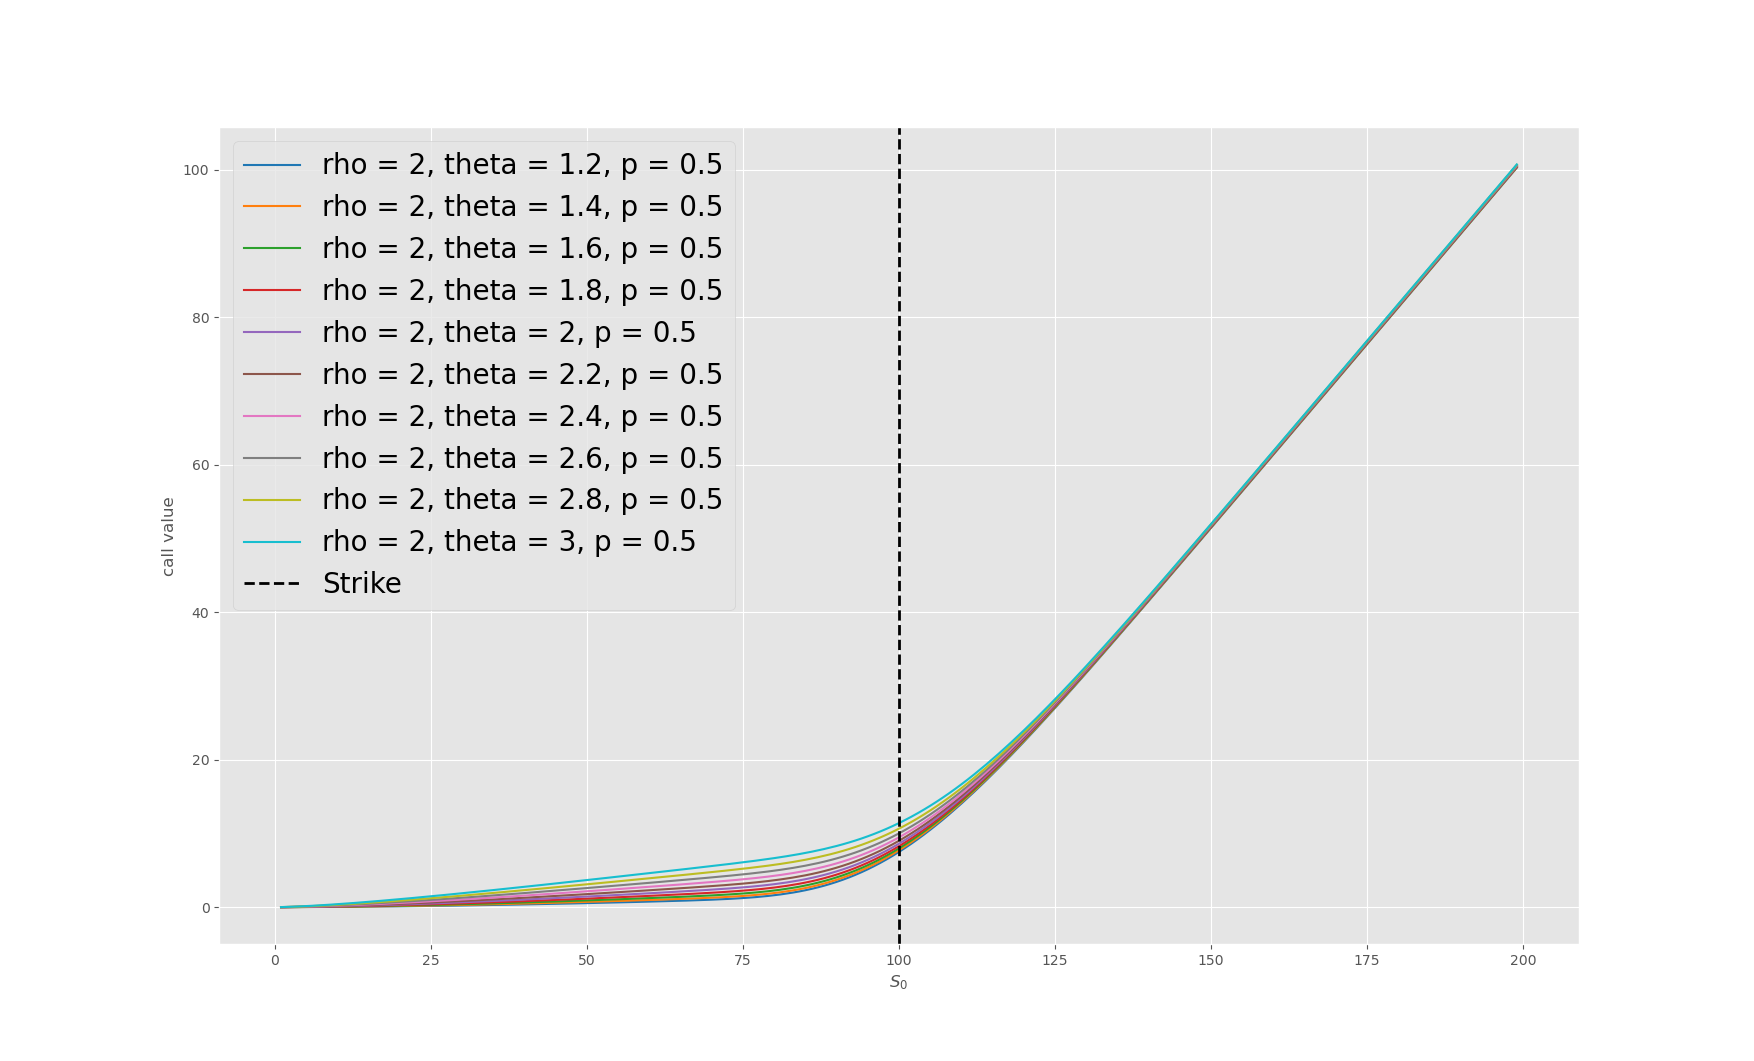 rho = 2, theta = 1.2, p = 0.5
rho = 2, theta = 1.4, p = 0.5
rho = 2, theta = 1.6, p = 0.5
rho = 2, theta = 1.8, p = 0.5
rho = 2, theta = 2, p = 0.5
rho = 2, theta = 2.2, p = 0.5
rho = 2, theta = 2.4, p = 0.5
rho = 2, theta = 2.6, p = 0.5
rho = 2, theta = 2.8, p = 0.5
rho = 2, theta = 3, p = 0.5
Strike
100
80
60
40
20
0
call value
0 25 50 75 100 125 150 175 200
S₀